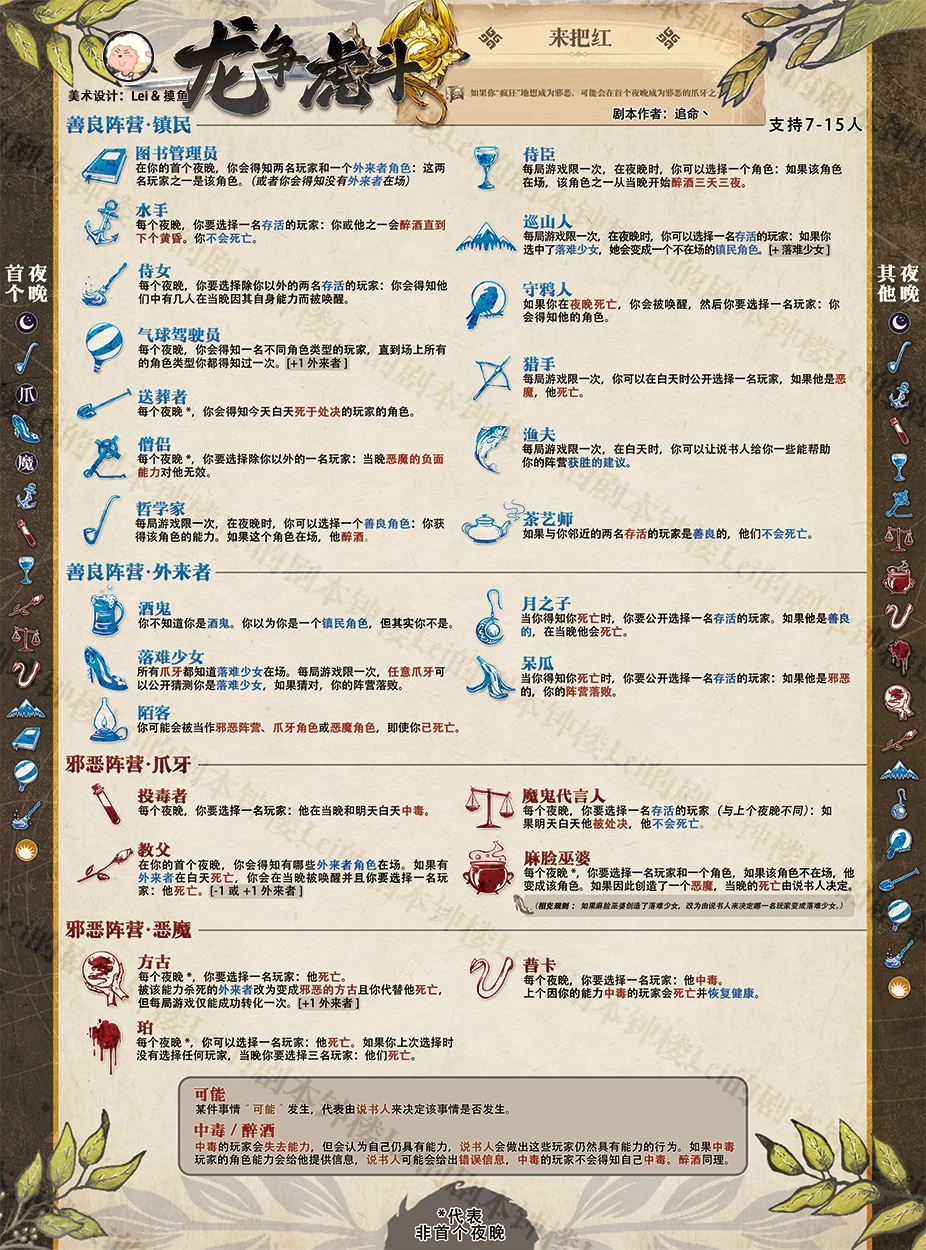 龙争虎斗
来把红
如果你“疯狂”地想成为邪恶，可能会在首个夜晚成为邪恶的爪牙之
美术设计：Lei & 摸鱼
剧本作者：追命丶
支持7-15人
善良阵营·镇民
图书管理员
在你的首个夜晚，你会得知两名玩家和一个外来者角色：这两
名玩家之一是该角色。（或者你会得知没有外来者在场）
水手
每个夜晚，你要选择一名存活的玩家：你或他之一会醉酒直到
下个黄昏。你不会死亡。
侍女
每个夜晚，你要选择除你以外的两名存活的玩家：你会得知他
们中有几人在当晚因其自身能力而被唤醒。
气球驾驶员
每个夜晚，你会得知一名不同角色类型的玩家，直到场上所有
的角色类型你都得知过一次。[+1 外来者]
送葬者
每个夜晚*，你会得知今天白天死于处决的玩家的角色。
僧侣
每个夜晚*，你要选择除你以外的一名玩家：当晚恶魔的负面
能力对他无效。
哲学家
每局游戏限一次，在夜晚时，你可以选择一个善良角色：你获
得该角色的能力。如果这个角色在场，他醉酒。
侍臣
每局游戏限一次，在夜晚时，你可以选择一个角色：如果该角色
在场，该角色之一从当晚开始醉酒三天三夜。
巡山人
每局游戏限一次，在夜晚时，你可以选择一名存活的玩家：如果你
选中了落难少女，她会变成一个不在场的镇民角色。[+ 落难少女]
守鸦人
如果你在夜晚死亡，你会被唤醒，然后你要选择一名玩家：你
会得知他的角色。
猎手
每局游戏限一次，你可以在白天时公开选择一名玩家，如果他是恶
魔，他死亡。
渔夫
每局游戏限一次，在白天时，你可以让说书人给你一些能帮助
你的阵营获胜的建议。
茶艺师
如果与你邻近的两名存活的玩家是善良的，他们不会死亡。
善良阵营·外来者
酒鬼
你不知道你是酒鬼。你以为你是一个镇民角色，但其实你不是。
落难少女
所有爪牙都知道落难少女在场。每局游戏限一次，任意爪牙可
以公开猜测你是落难少女，如果猜对，你的阵营落败。
陌客
你可能会被当作邪恶阵营、爪牙角色或恶魔角色，即使你已死亡。
月之子
当你得知你死亡时，你要公开选择一名存活的玩家。如果他是善良
的，在当晚他会死亡。
呆瓜
当你得知你死亡时，你要公开选择一名存活的玩家：如果他是邪恶
的，你的阵营落败。
邪恶阵营·爪牙
投毒者
每个夜晚，你要选择一名玩家：他在当晚和明天白天中毒。
教父
在你的首个夜晚，你会得知有哪些外来者角色在场。如果有
外来者在白天死亡，你会在当晚被唤醒并且你要选择一名玩
家：他死亡。[-1 或 +1 外来者]
魔鬼代言人
每个夜晚，你要选择一名存活的玩家（与上个夜晚不同）：如
果明天白天他被处决，他不会死亡。
麻脸巫婆
每个夜晚*，你要选择一名玩家和一个角色，如果该角色不在场，他
变成该角色。如果因此创造了一个恶魔，当晚的死亡由说书人决定。
（相克规则：如果麻脸巫婆创造了落难少女，改为由说书人来决定哪一名玩家变成落难少女。）
邪恶阵营·恶魔
方古
每个夜晚*，你要选择一名玩家：他死亡。
被该能力杀死的外来者改为变成邪恶的方古且你代替他死亡，
但每局游戏仅能成功转化一次。[+1 外来者]
珀
每个夜晚*，你可以选择一名玩家：他死亡。如果你上次选择时
没有选择任何玩家，当晚你要选择三名玩家：他们死亡。
普卡
每个夜晚，你要选择一名玩家：他中毒。
上个因你的能力中毒的玩家会死亡并恢复健康。
可能
某件事情“可能”发生，代表由说书人来决定该事情是否发生。
中毒 / 醉酒
中毒的玩家会失去能力，但会认为自己仍具有能力，说书人会做出这些玩家仍然具有能力的行为。如果中毒
玩家的角色能力会给他提供信息，说书人可能会给出错误信息，中毒的玩家不会得知自己中毒。醉酒同理。
*代表
非首个夜晚
首个夜晚
爪
魔
其他夜晚